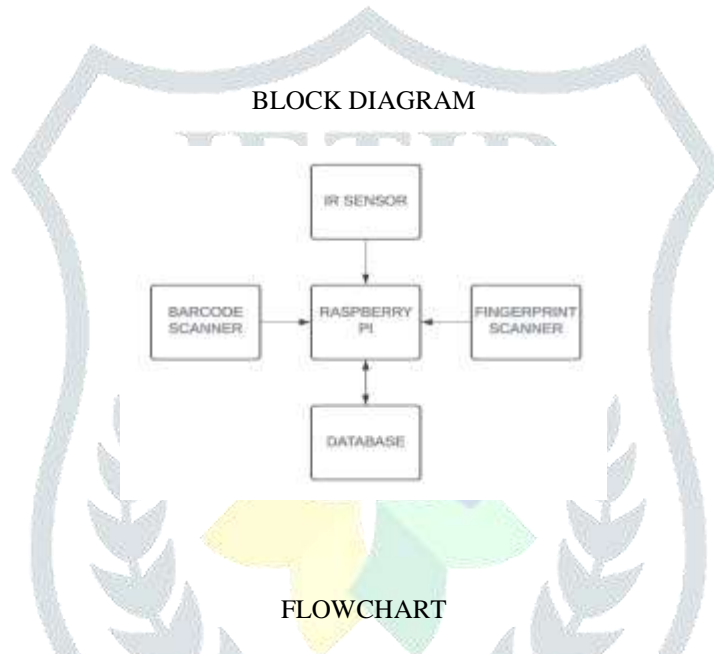 BLOCK DIAGRAM
IR SENSOR
BARCODE
SCANNER
RASPBERRY
PI
FINGERPRINT
SCANNER
DATABASE
FLOWCHART